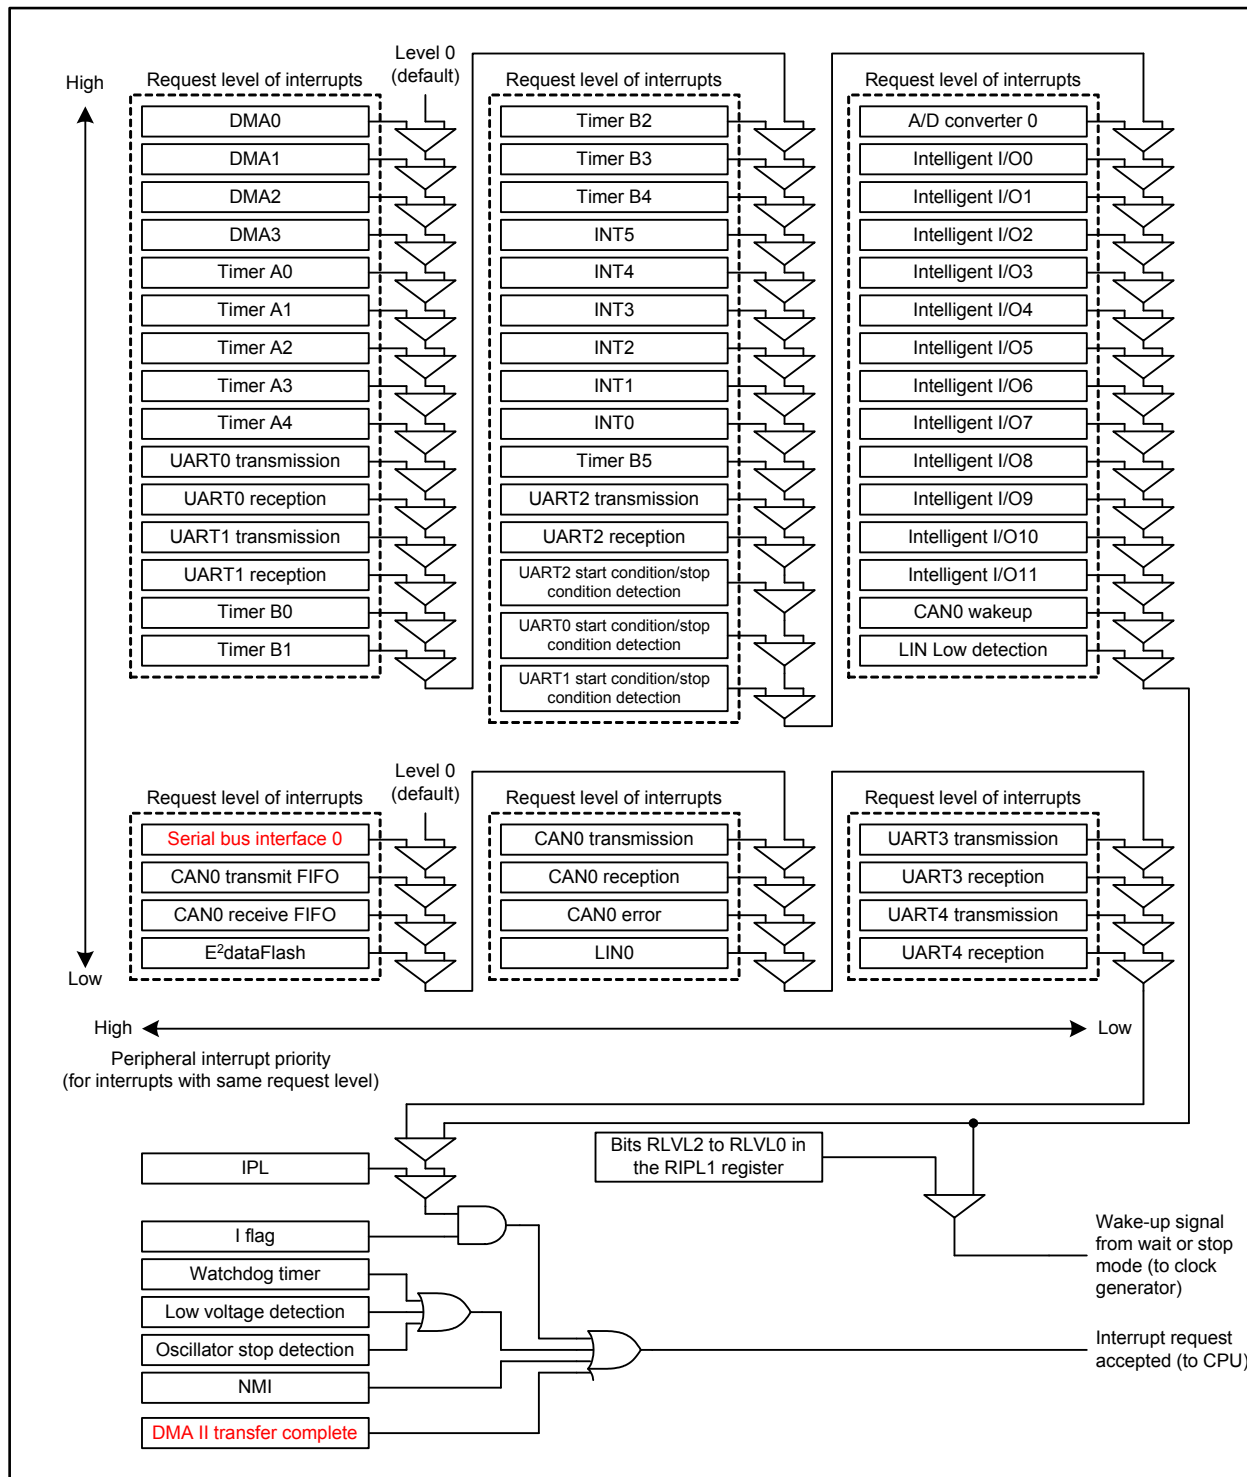 High
Level 0
(default)
Request level of interrupts
DMA0
DMA1
DMA2
DMA3
Timer A0
Timer A1
Timer A2
Timer A3
Timer A4
UART0 transmission
UART0 reception
UART1 transmission
UART1 reception
Timer B0
Timer B1
Request level of interrupts
Timer B2
Timer B3
Timer B4
INT5
INT4
INT3
INT2
INT1
INT0
Timer B5
UART2 transmission
UART2 reception
UART2 start condition/stop
condition detection
UART0 start condition/stop
condition detection
UART1 start condition/stop
condition detection
Request level of interrupts
A/D converter 0
Intelligent I/O0
Intelligent I/O1
Intelligent I/O2
Intelligent I/O3
Intelligent I/O4
Intelligent I/O5
Intelligent I/O6
Intelligent I/O7
Intelligent I/O8
Intelligent I/O9
Intelligent I/O10
Intelligent I/O11
CAN0 wakeup
LIN Low detection
Level 0
(default)
Request level of interrupts
Serial bus interface 0
CAN0 transmit FIFO
CAN0 receive FIFO
E²dataFlash
Low
Request level of interrupts
CAN0 transmission
CAN0 reception
CAN0 error
LIN0
Request level of interrupts
UART3 transmission
UART3 reception
UART4 transmission
UART4 reception
High
Low
Peripheral interrupt priority
(for interrupts with same request level)
IPL
Bits RLVL2 to RLVL0 in
the RIPL1 register
I flag
Watchdog timer
Low voltage detection
Oscillator stop detection
NMI
DMA II transfer complete
Wake-up signal
from wait or stop
mode (to clock
generator)
Interrupt request
accepted (to CPU)